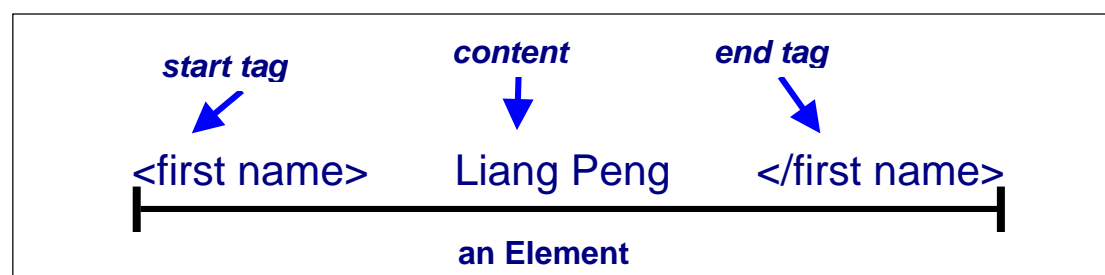 start tag content end tag
<first name> Liang Peng </first name>
an Element